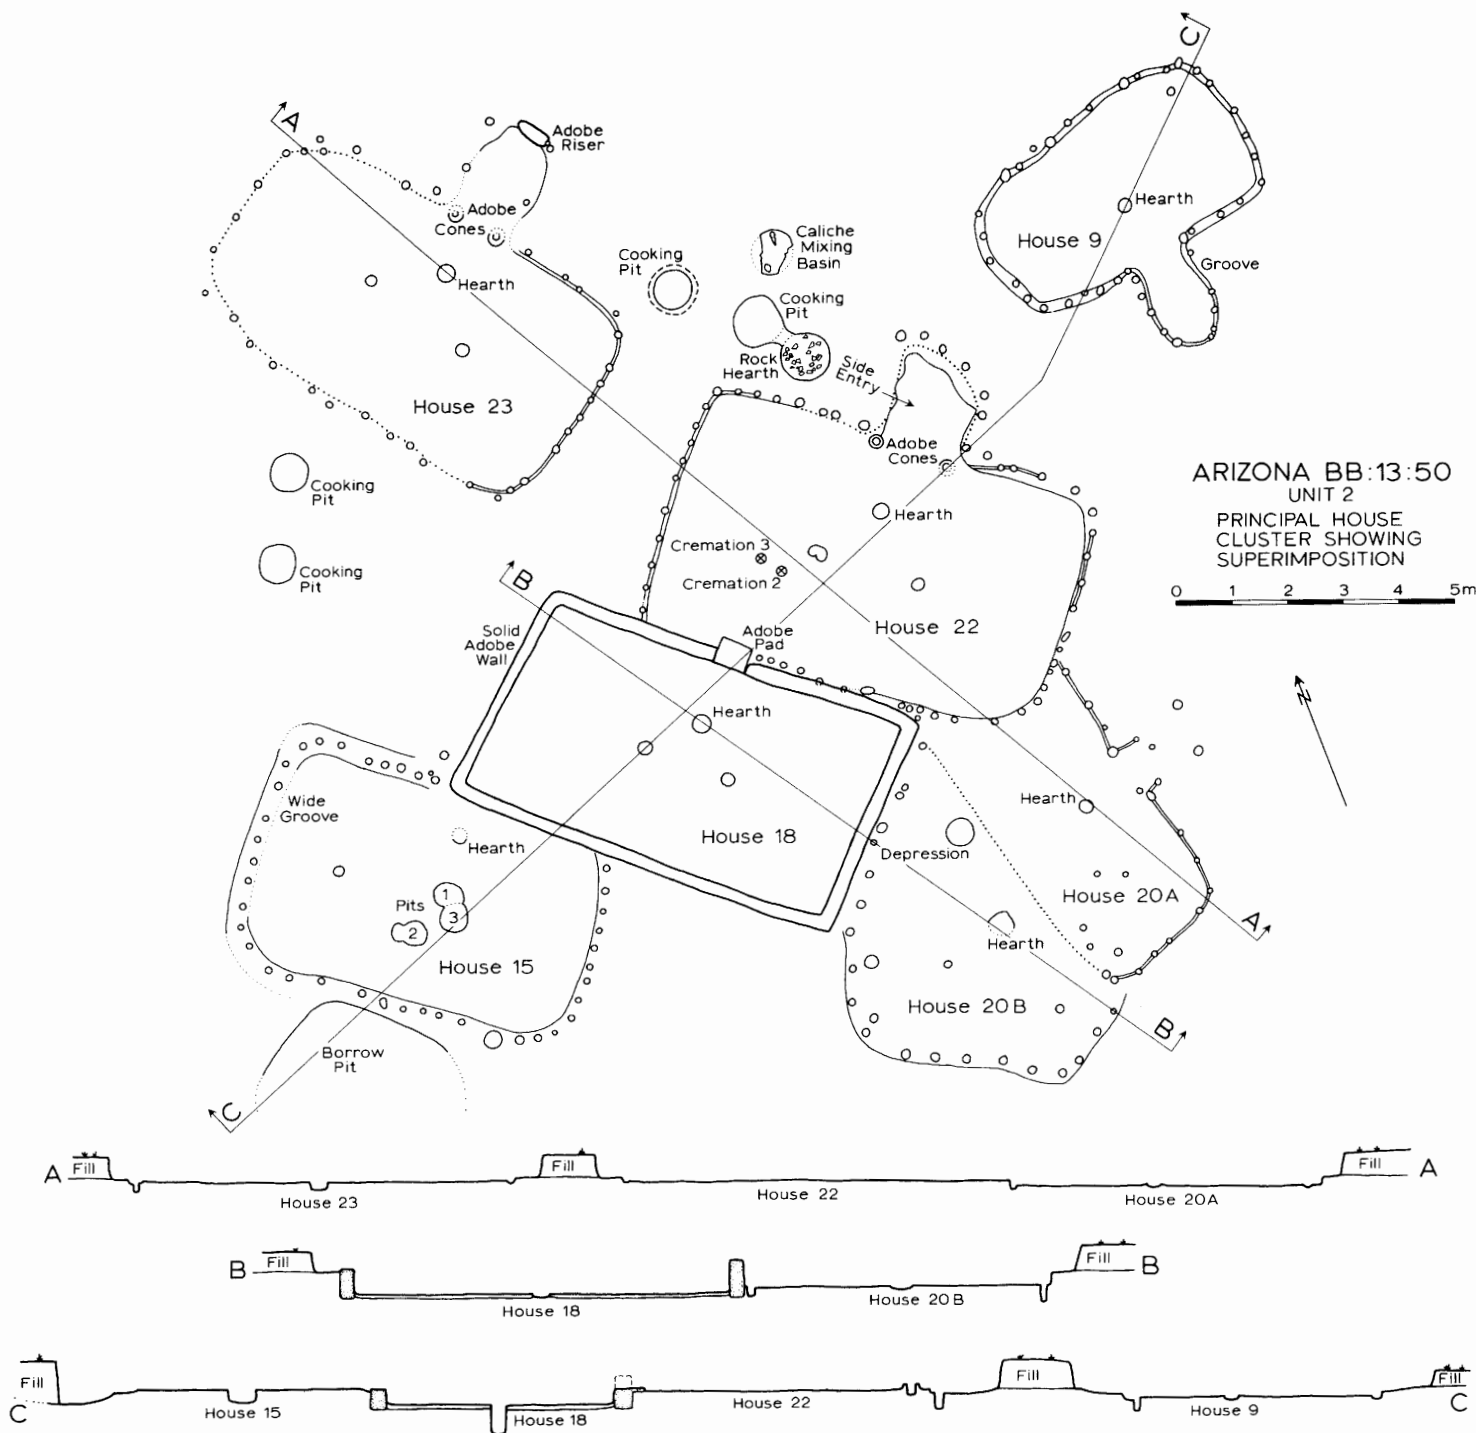 C
A
Adobe
Riser
Adobe
Cones
Hearth
House 23
Cooking
Pit
Caliche
Mixing
Basin
Cooking
Pit
Rock
Hearth
Side
Entry
Hearth
House 9
Groove
Cooking
Pit
Cooking
Pit
Adobe
Cones
Hearth
Cremation 3
Cremation 2
House 22
Adobe
Pad
ARIZONA BB:13:50
UNIT 2
PRINCIPAL HOUSE
CLUSTER SHOWING
SUPERIMPOSITION
0 1 2 3 4 5m
N
B
Solid
Adobe
Wall
Hearth
House 18
Wide
Groove
Hearth
Pits
1
3
2
House 15
Borrow
Pit
C
Hearth
Depression
House 20A
Hearth
House 20B
A
B
A Fill House 23 Fill House 22 House 20A Fill A
B Fill House 18 House 20B Fill B
C Fill House 15 House 18 House 22 Fill House 9 Fill C